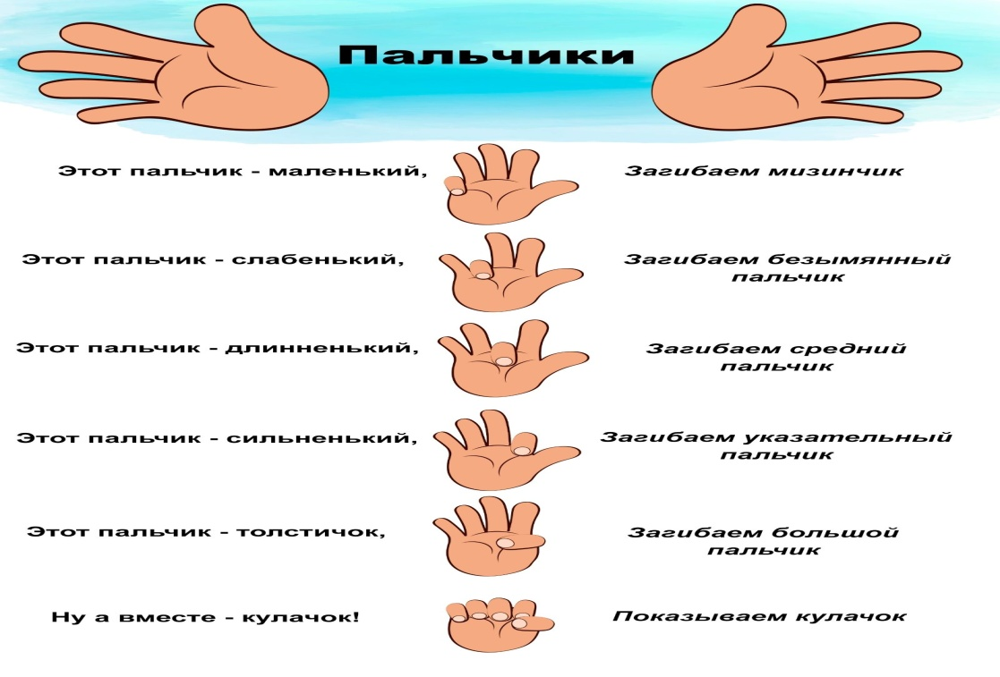 Пальчики
Этот пальчик - маленький,
Загибаем мизинчик
Этот пальчик - слабенький,
Загибаем безымянный
пальчик
Этот пальчик - длинненький,
Загибаем средний
пальчик
Этот пальчик - сильненький,
Загибаем указательный
пальчик
Этот пальчик - толстичок,
Загибаем большой
пальчик
Ну а вместе - кулачок!
Показываем кулачок